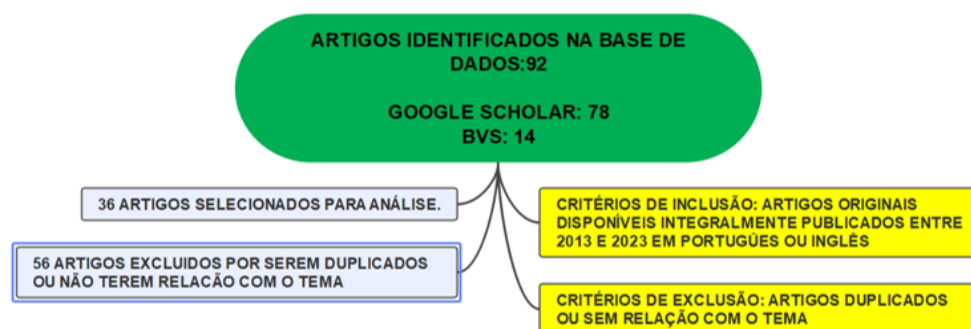 ARTIGOS IDENTIFICADOS NA BASE DE
DADOS:92
GOOGLE SCHOLAR: 78
BVS: 14
36 ARTIGOS SELECIONADOS PARA ANÁLISE.
56 ARTIGOS EXCLUIDOS POR SEREM DUPLICADOS
OU NÃO TEREM RELACÃO COM O TEMA
CRITÉRIOS DE INCLUSÃO: ARTIGOS ORIGINAIS
DISPONÍVEIS INTEGRALMENTE PUBLICADOS ENTRE
2013 E 2023 EM PORTUGÛES OU INGLÊS
CRITÉRIOS DE EXCLUSÃO: ARTIGOS DUPLICADOS
OU SEM RELAÇÃO COM O TEMA